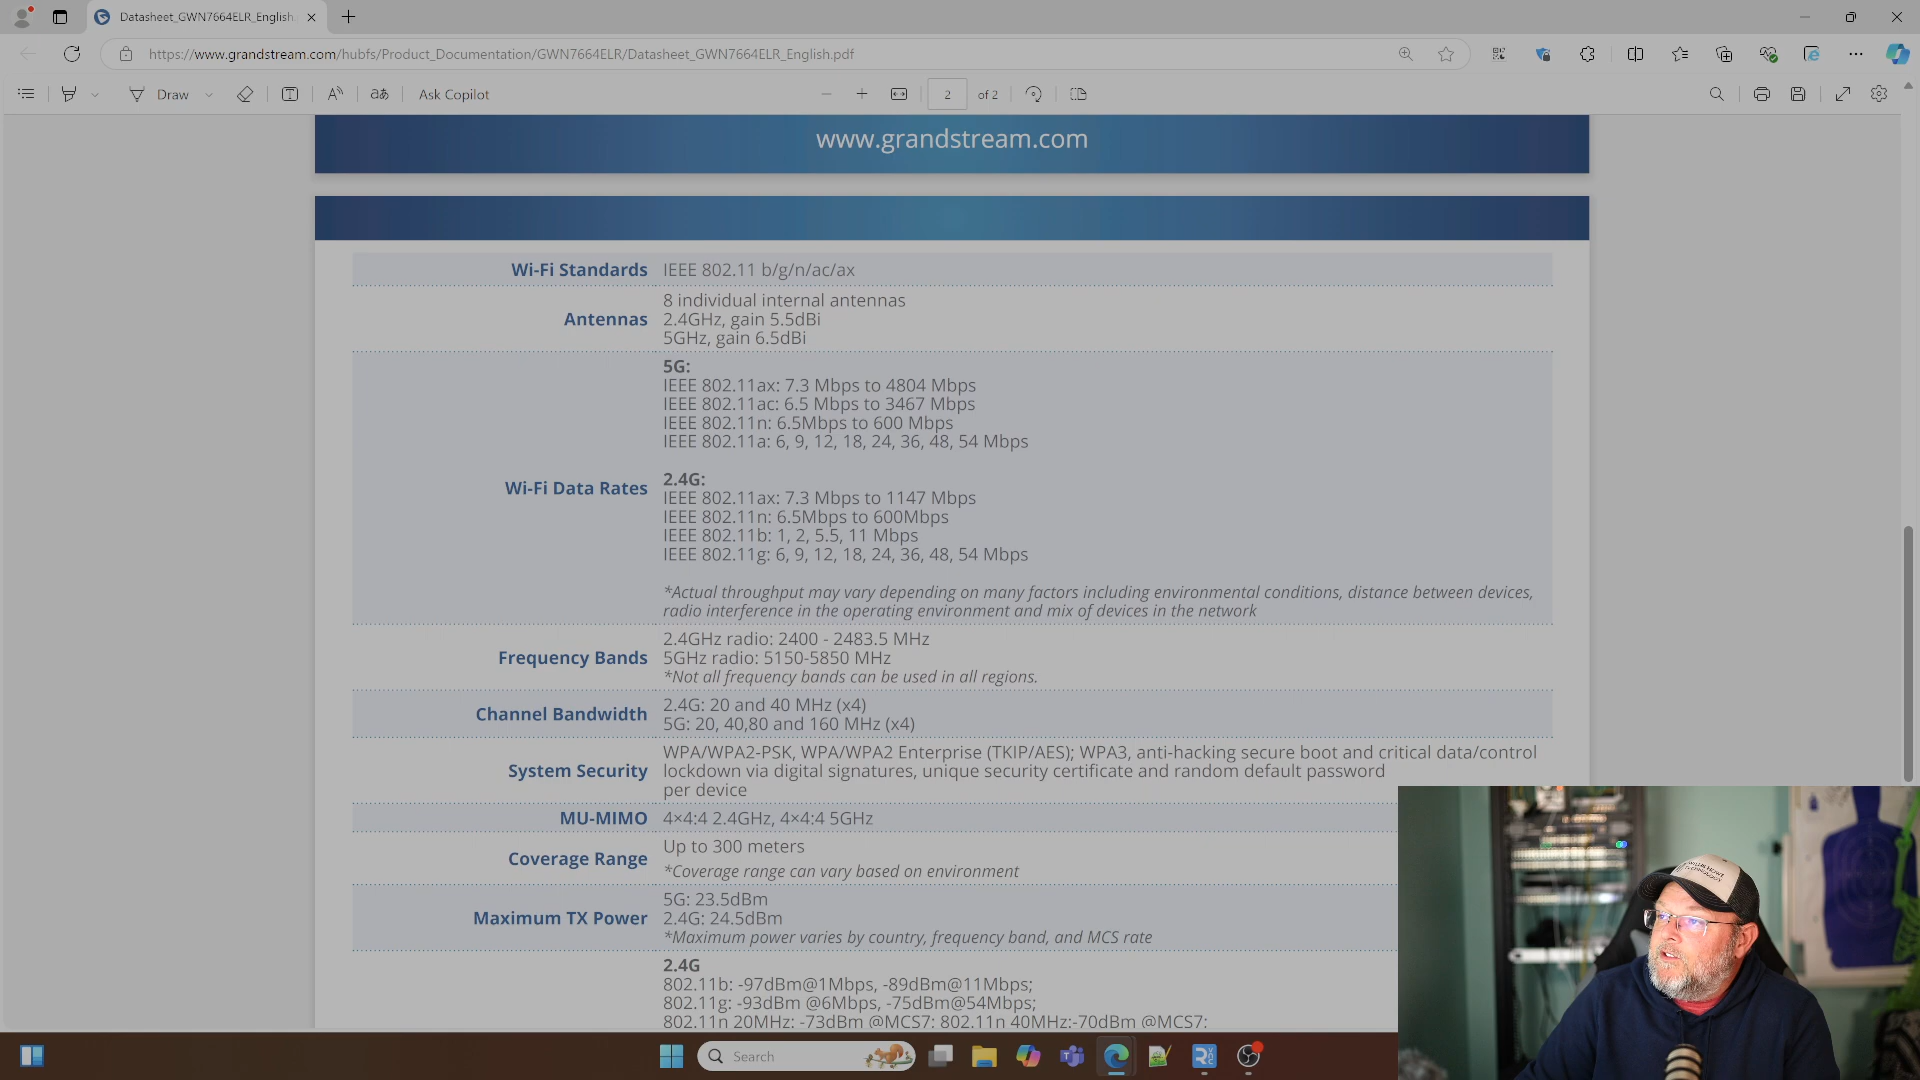 Datasheet_GWN7664ELR_English.
https://www.grandstream.com/hubfs/Product_Documentation/GWN7664ELR/Datasheet_GWN7664ELR_English.pdf
Draw
Ask Copilot
2 of 2
www.grandstream.com
Wi-Fi Standards IEEE 802.11 b/g/n/ac/ax
Antennas
8 individual internal antennas
2.4GHz, gain 5.5dBi
5GHz, gain 6.5dBi
Wi-Fi Data Rates
5G:
IEEE 802.11ax: 7.3 Mbps to 4804 Mbps
IEEE 802.11ac: 6.5 Mbps to 3467 Mbps
IEEE 802.11n: 6.5Mbps to 600 Mbps
IEEE 802.11a: 6, 9, 12, 18, 24, 36, 48, 54 Mbps
2.4G:
IEEE 802.11ax: 7.3 Mbps to 1147 Mbps
IEEE 802.11n: 6.5Mbps to 600Mbps
IEEE 802.11b: 1, 2, 5.5, 11 Mbps
IEEE 802.11g: 6, 9, 12, 18, 24, 36, 48, 54 Mbps
*Actual throughput may vary depending on many factors including environmental conditions, distance between devices,
radio interference in the operating environment and mix of devices in the network
Frequency Bands
2.4GHz radio: 2400 - 2483.5 MHz
5GHz radio: 5150-5850 MHz
*Not all frequency bands can be used in all regions.
Channel Bandwidth
2.4G: 20 and 40 MHz (x4)
5G: 20, 40,80 and 160 MHz (x4)
System Security
WPA/WPA2-PSK, WPA/WPA2 Enterprise (TKIP/AES); WPA3, anti-hacking secure boot and critical data/control
lockdown via digital signatures, unique security certificate and random default password
per device
MU-MIMO 4×4:4 2.4GHz, 4×4:4 5GHz
Coverage Range
Up to 300 meters
*Coverage range can vary based on environment
Maximum TX Power
5G: 23.5dBm
2.4G: 24.5dBm
*Maximum power varies by country, frequency band, and MCS rate
2.4G
802.11b: -97dBm@1Mbps, -89dBm@11Mbps;
802.11g: -93dBm @6Mbps, -75dBm@54Mbps;
802.11n 20MHz: -73dBm @MCS7: 802.11n 40MHz:-70dBm @MCS7:
Search